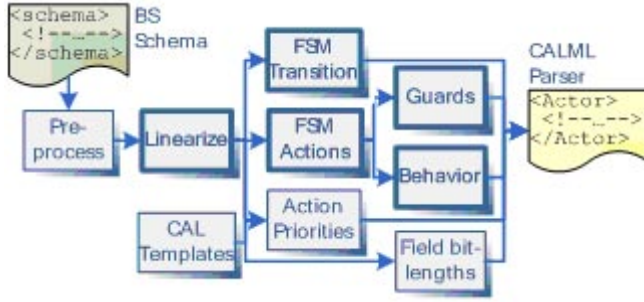 <schema>
<!--…-->
</schema>
BS
Schema
Pre-
process
Linearize
FSM
Transition
FSM
Actions
Guards
Behavior
CAL
Templates
Action
Priorities
Field bit-
lengths
CALML
Parser
<Actor>
<!--…-->
</Actor>